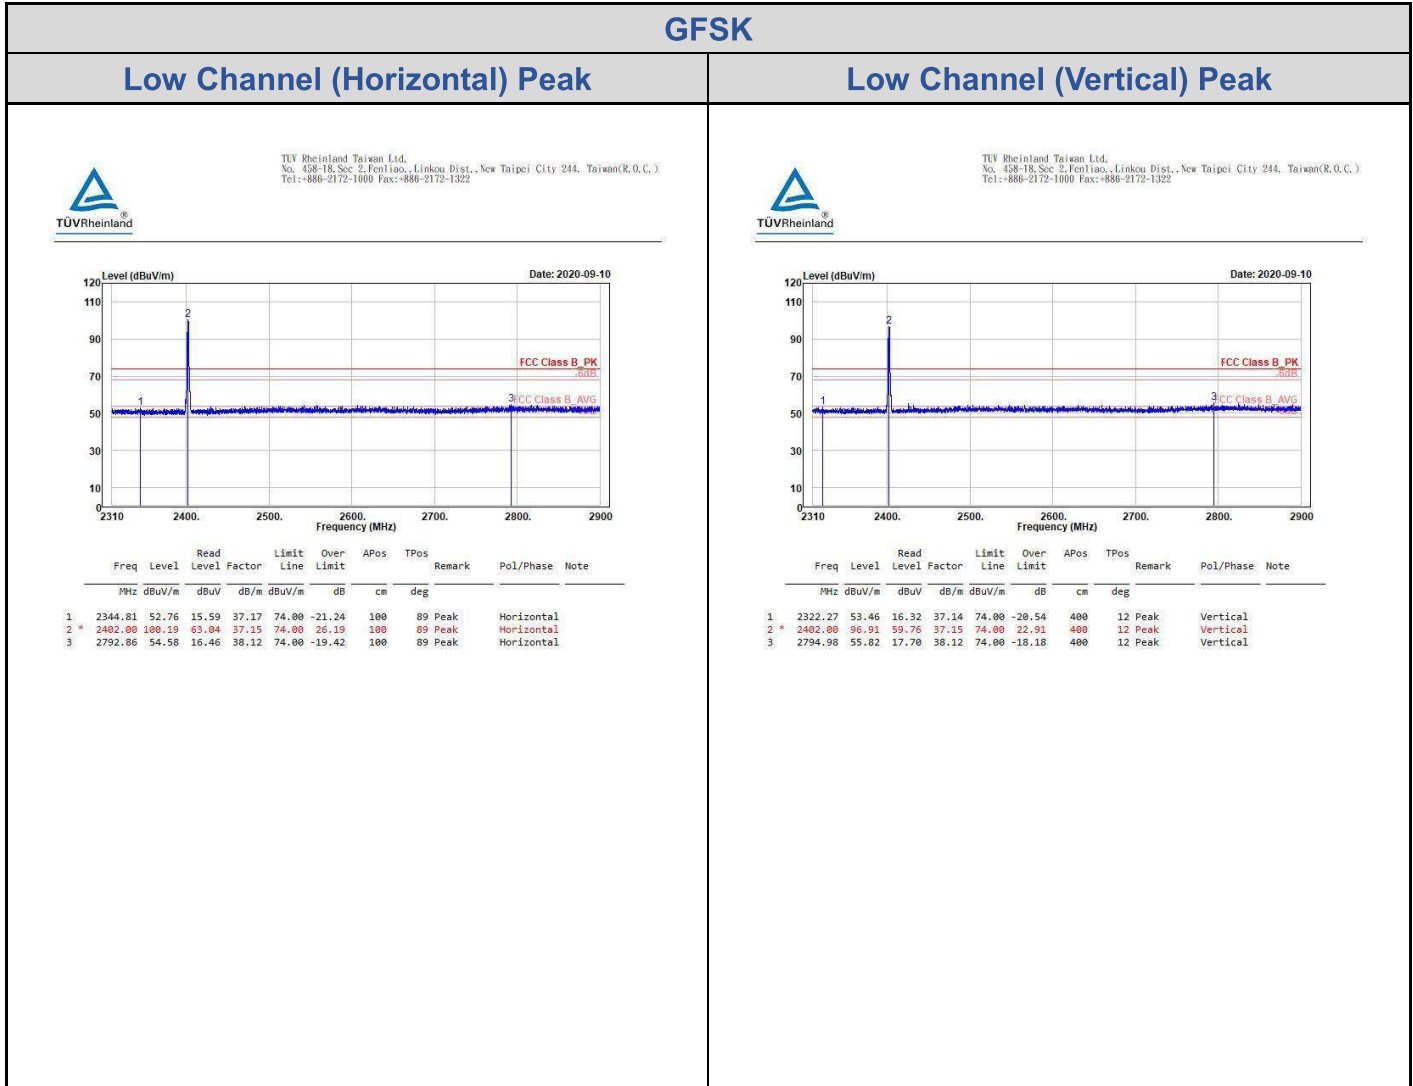 GFSK
Low Channel (Horizontal) Peak
Low Channel (Vertical) Peak
TUV Rheinland Taiwan Ltd.
No. 458-18,Sec 2,Fenliao.,Linkou Dist.,New Taipei City 244, Taiwan(R.O.C.)
Tel:+886-2172-1000 Fax:+886-2172-1322
TÜVRheinland®
Level (dBuV/m)
Date: 2020-09-10
120
110
90
70
50
30
10
0
2
1
3
FCC Class B_PK
-6dB
FCC Class B_AVG
2310 2400. 2500. 2600. 2700. 2800. 2900
Frequency (MHz)
Read Limit Over APos TPos
Freq Level Level Factor Line Limit Remark Pol/Phase Note
MHz dBuV/m dBuV dB/m dBuV/m dB cm deg
1 2344.81 52.76 15.59 37.17 74.00 -21.24 100 89 Peak Horizontal
2 * 2402.00 100.19 63.04 37.15 74.00 26.19 100 89 Peak Horizontal
3 2792.86 54.58 16.46 38.12 74.00 -19.42 100 89 Peak Horizontal
TUV Rheinland Taiwan Ltd.
No. 458-18,Sec 2,Fenliao.,Linkou Dist.,New Taipei City 244, Taiwan(R.O.C.)
Tel:+886-2172-1000 Fax:+886-2172-1322
TÜVRheinland®
Level (dBuV/m)
Date: 2020-09-10
120
110
90
70
50
30
10
0
2
1
3
FCC Class B_PK
-6dB
FCC Class B_AVG
2310 2400. 2500. 2600. 2700. 2800. 2900
Frequency (MHz)
Read Limit Over APos TPos
Freq Level Level Factor Line Limit Remark Pol/Phase Note
MHz dBuV/m dBuV dB/m dBuV/m dB cm deg
1 2322.27 53.46 16.32 37.14 74.00 -20.54 400 12 Peak Vertical
2 * 2402.00 96.91 59.76 37.15 74.00 22.91 400 12 Peak Vertical
3 2794.98 55.82 17.70 38.12 74.00 -18.18 400 12 Peak Vertical